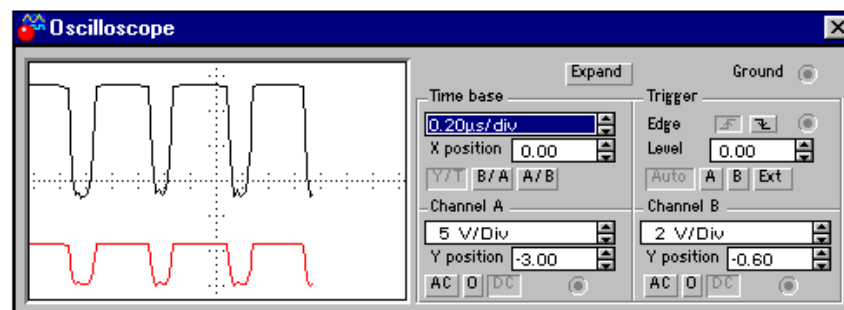 Oscilloscope
Expand
Ground
Time base
0.20µs/div
X position 0.00
Y/T B/A A/B
Trigger
Edge
Level 0.00
Auto A B Ext
Channel A
5 V/Div
Y position -3.00
AC 0 DC
Channel B
2 V/Div
Y position -0.60
AC 0 DC